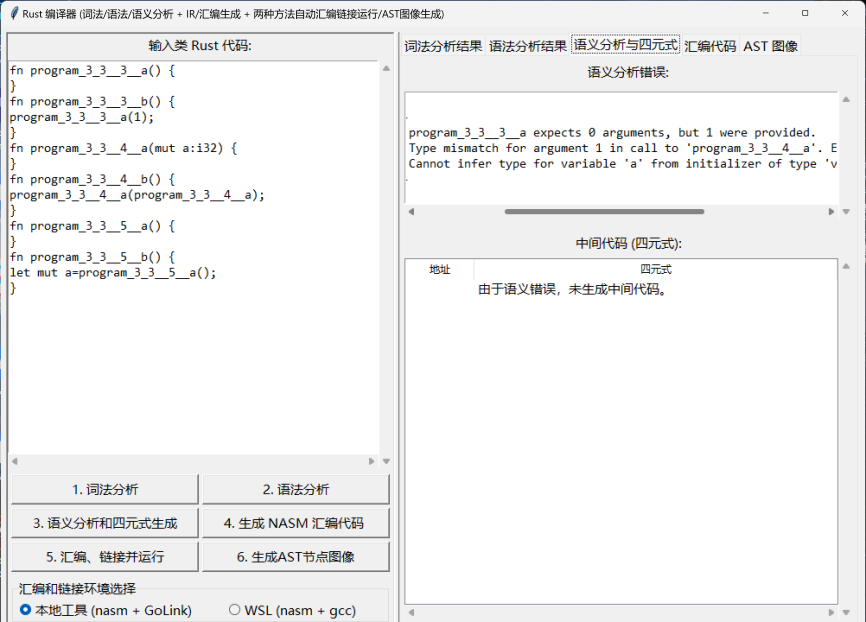 Rust 编译器 (词法/语法/语义分析 + IR/汇编生成 + 两种方法自动汇编链接运行/AST图像生成)
输入类 Rust 代码:
fn program_3_3__3__a() {
}
fn program_3_3__3__b() {
program_3_3__3__a(1);
}
fn program_3_3__4__a(mut a:i32) {
}
fn program_3_3__4__b() {
program_3_3__4__a(program_3_3__4__a);
}
fn program_3_3__5__a() {
}
fn program_3_3__5__b() {
let mut a=program_3_3__5__a();
}
1. 词法分析
2. 语法分析
3. 语义分析和四元式生成
4. 生成 NASM 汇编代码
5. 汇编、链接并运行
6. 生成AST节点图像
汇编和链接环境选择
本地工具 (nasm + GoLink)
WSL (nasm + gcc)
词法分析结果 语法分析结果 语义分析与四元式 汇编代码 AST 图像
语义分析错误:
program_3_3__3__a expects 0 arguments, but 1 were provided.
Type mismatch for argument 1 in call to 'program_3_3__4__a'. E
Cannot infer type for variable 'a' from initializer of type 'v
中间代码 (四元式):
地址 四元式
由于语义错误，未生成中间代码。